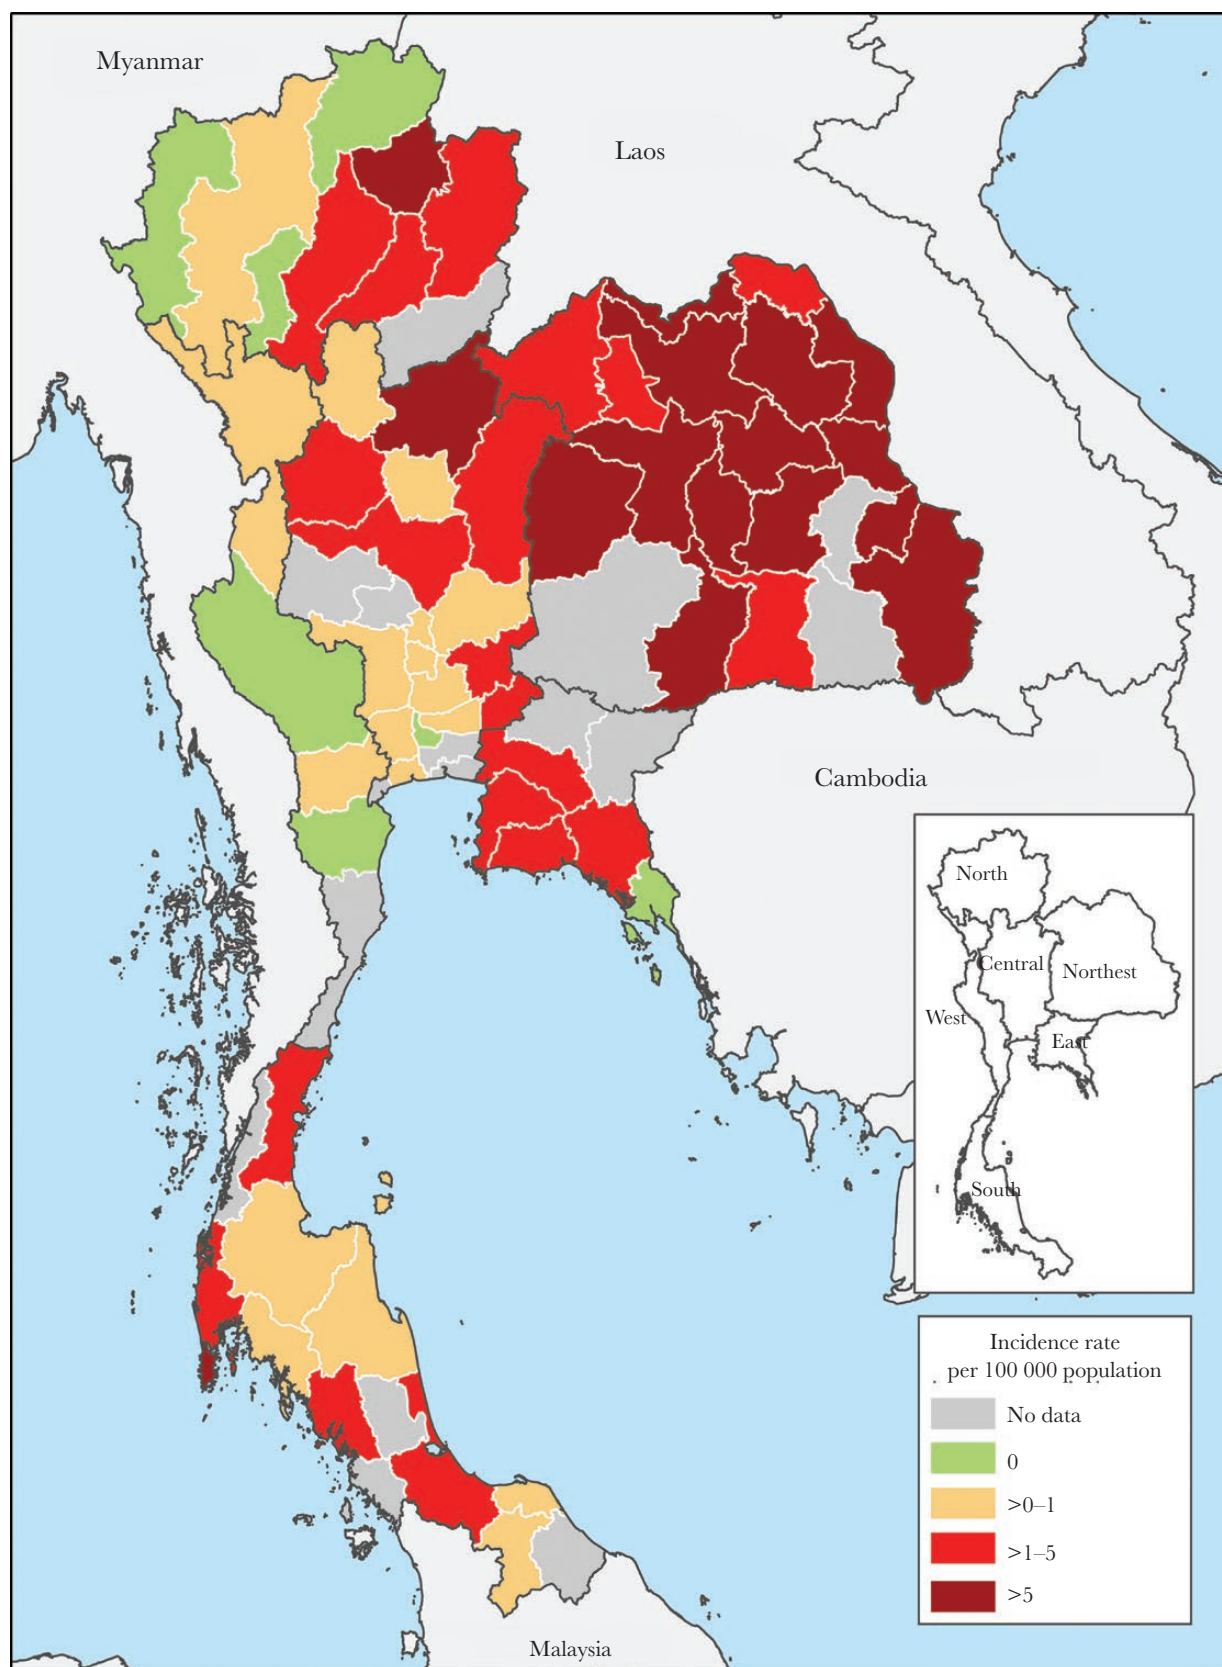 Myanmar
Laos
Cambodia
Malaysia
North
Central
Northest
West
East
South
Incidence rate
per 100 000 population
No data
0
>0–1
>1–5
>5